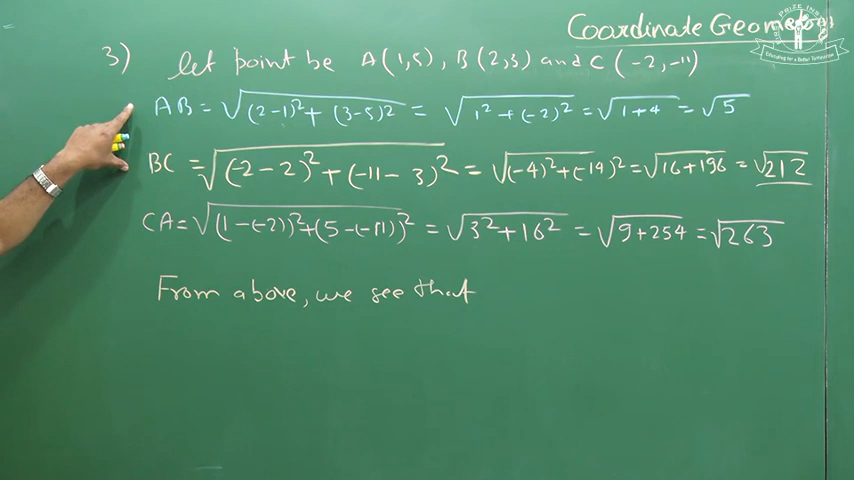 Coordinate Geometry
3) let point be A(1,5), B(2,3) and C(-2,-11)
AB = √(2-1)²+(3-5)² = √1²+(-2)² = √1+4 = √5
BC = √(-2-2)²+(-11-3)² = √(-4)²+(-14)² = √16+196 = √212
CA = √(1-(-2))²+(5-(-11))² = √3²+16² = √9+254 = √263
From above, we see that